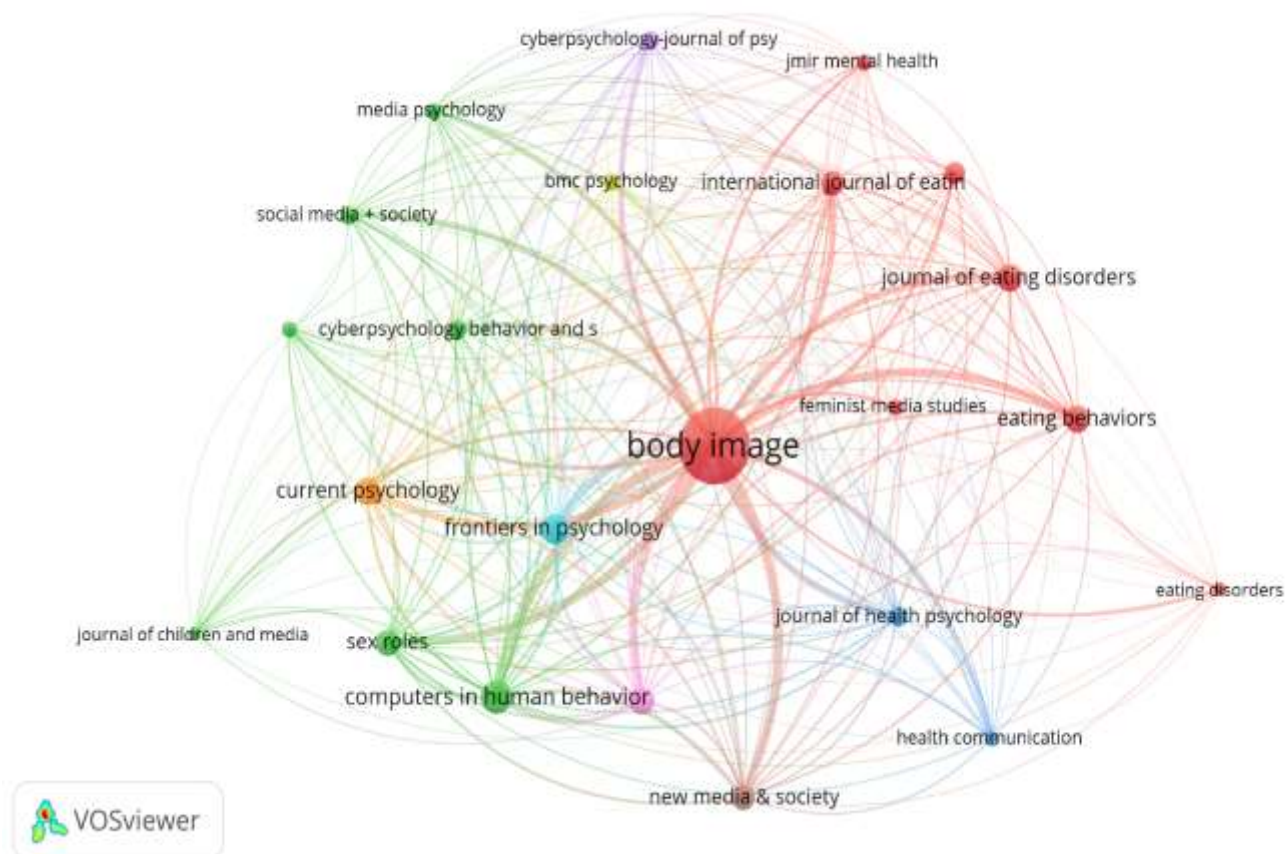 cyberpsychology-journal of psy
jmir mental health
media psychology
bmc psychology
international journal of eatin
social media + society
journal of eating disorders
cyberpsychology behavior and s
feminist media studies
eating behaviors
body image
current psychology
frontiers in psychology
eating disorders
journal of health psychology
journal of children and media
sex roles
computers in human behavior
health communication
new media & society
VOSviewer